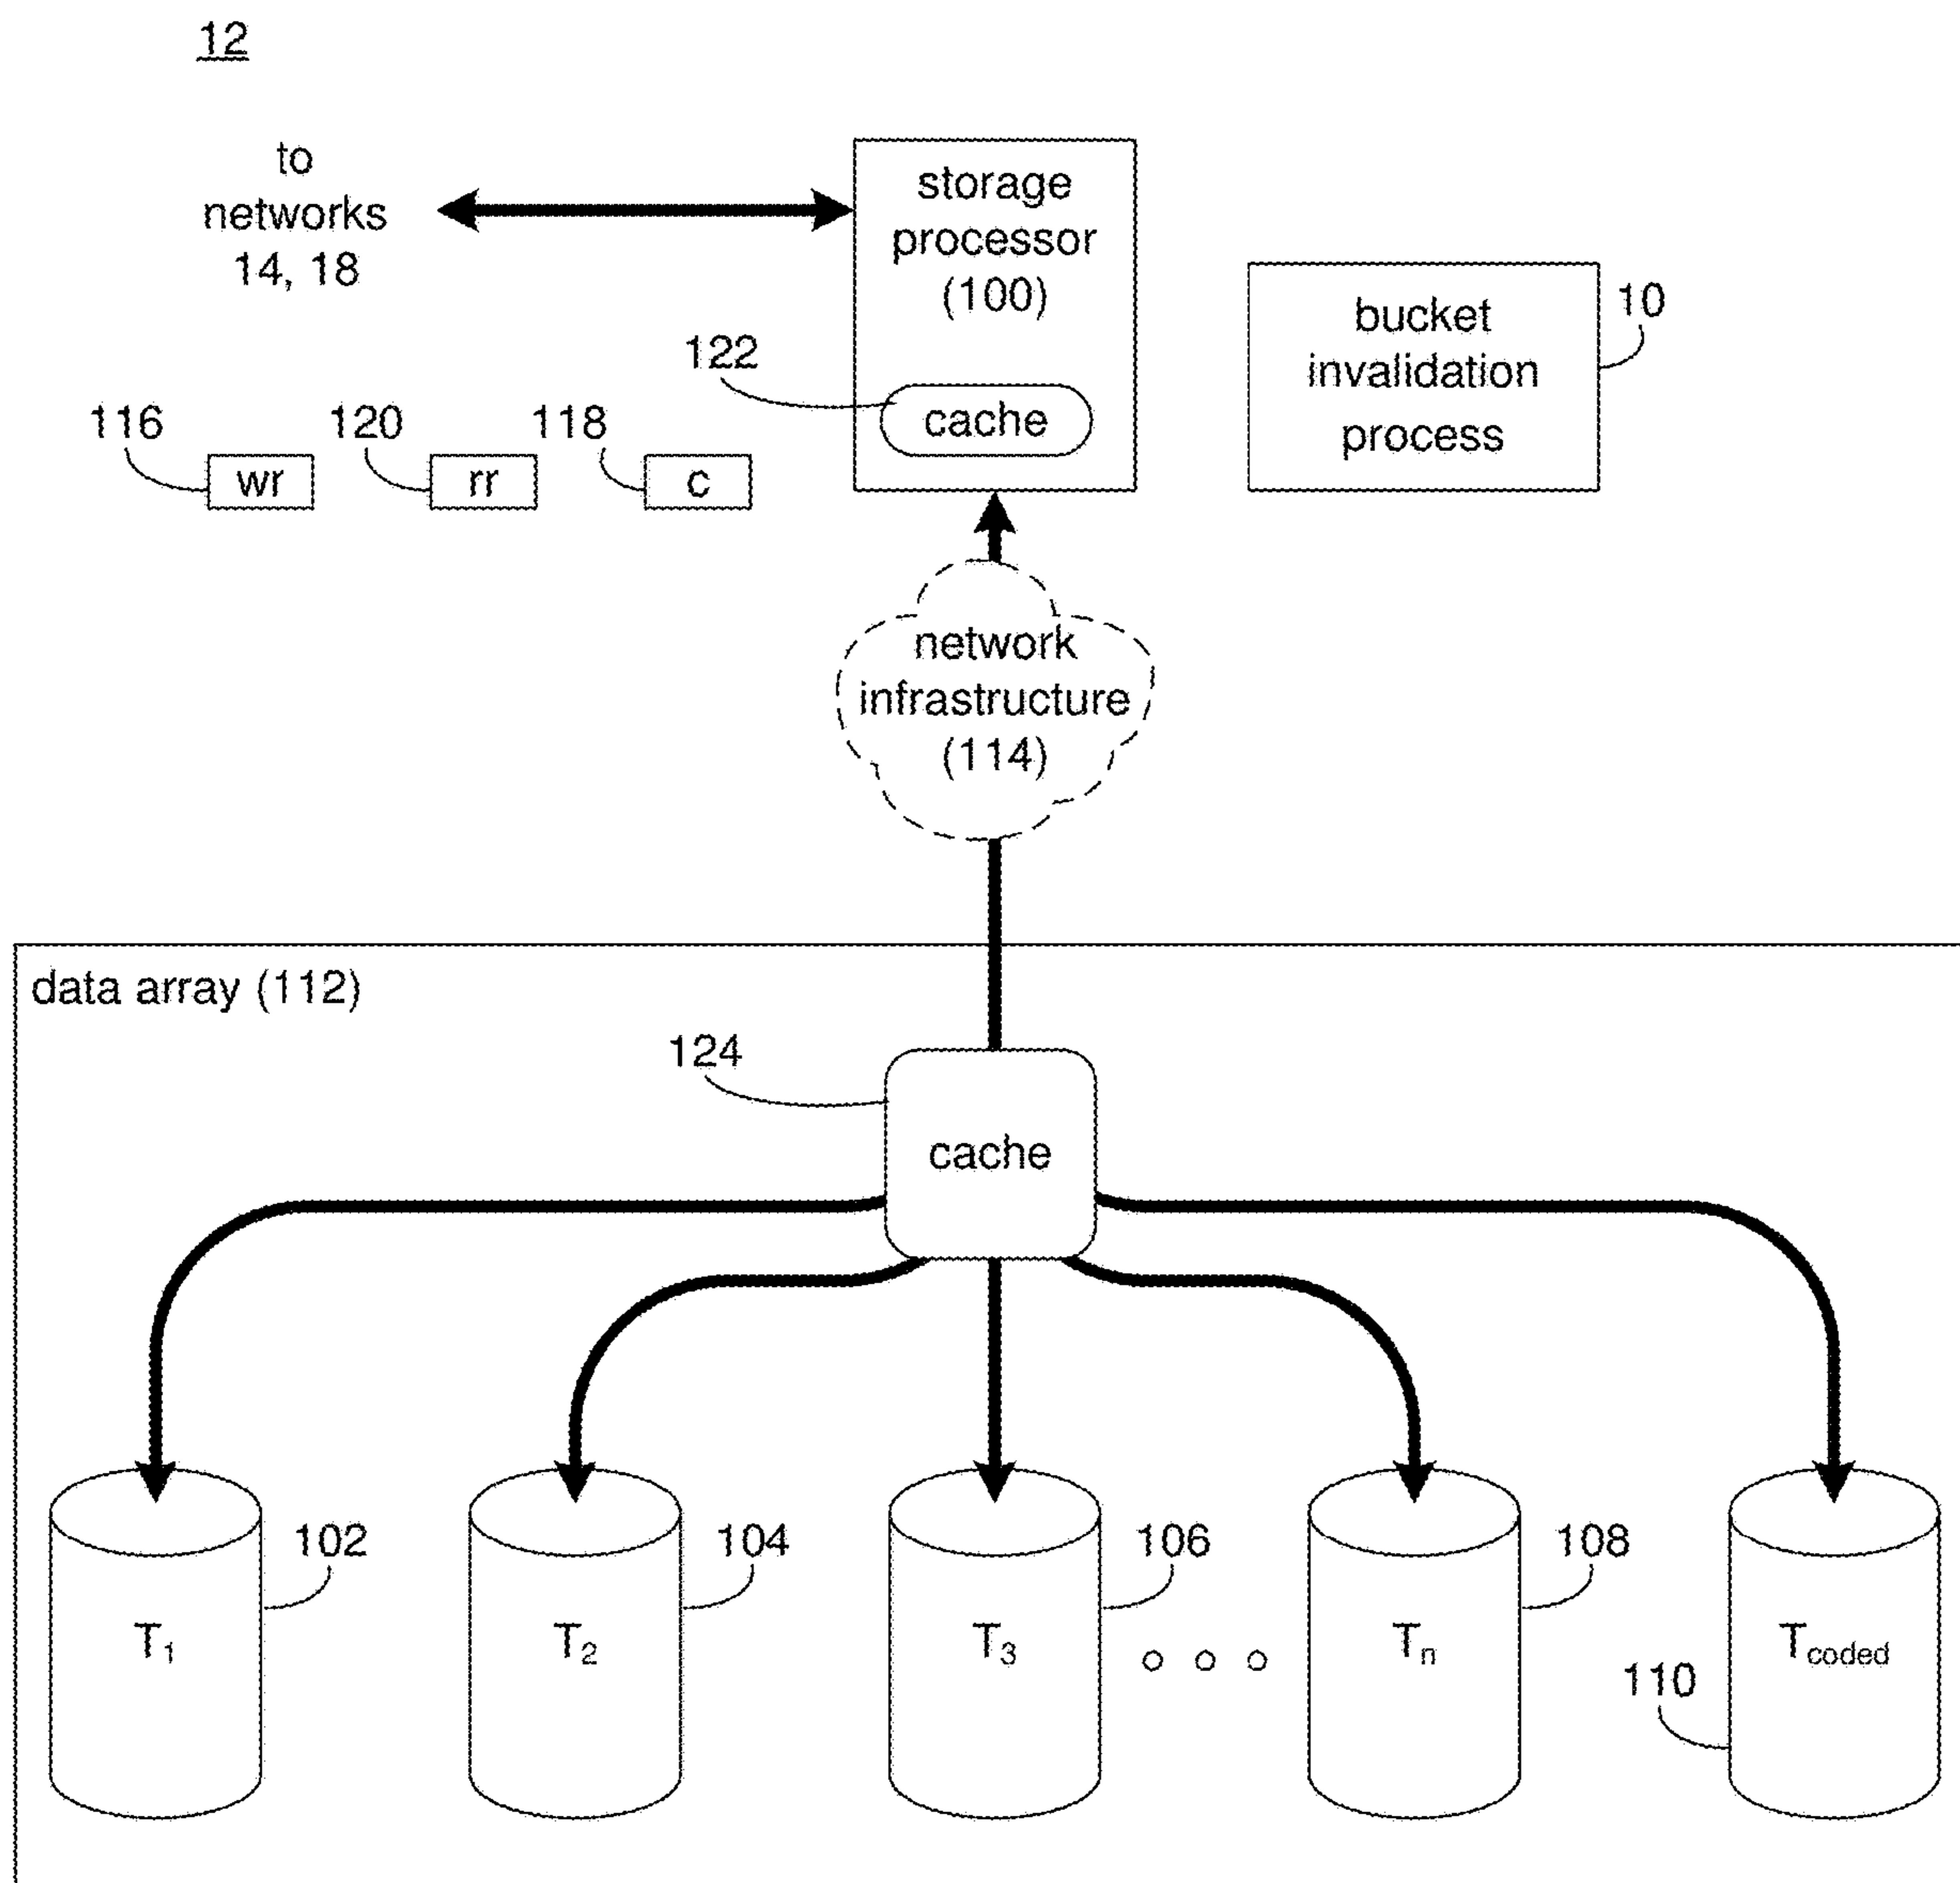 12
to
networks
14, 18
storage
processor
(100)
122
cache
bucket
invalidation
process
10
116
120
118
wr
rr
c
network
infrastructure
(114)
data array (112)
124
cache
102
104
106
108
T1
T2
T3
Tn
Tcoded
110